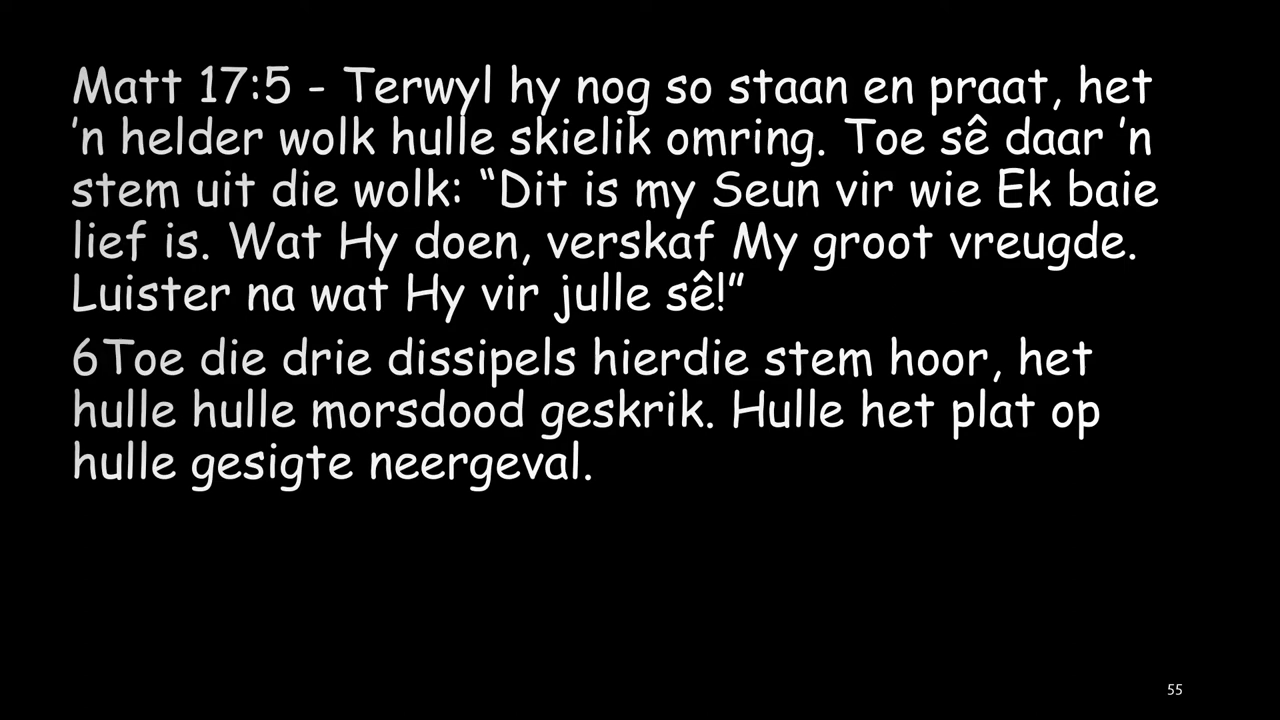 Matt 17:5 - Terwyl hy nog so staan en praat, het
’n helder wolk hulle skielik omring. Toe sê daar ’n
stem uit die wolk: “Dit is my Seun vir wie Ek baie
lief is. Wat Hy doen, verskaf My groot vreugde.
Luister na wat Hy vir julle sê!”
6Toe die drie dissipels hierdie stem hoor, het
hulle hulle morsdood geskrik. Hulle het plat op
hulle gesigte neergeval.
55